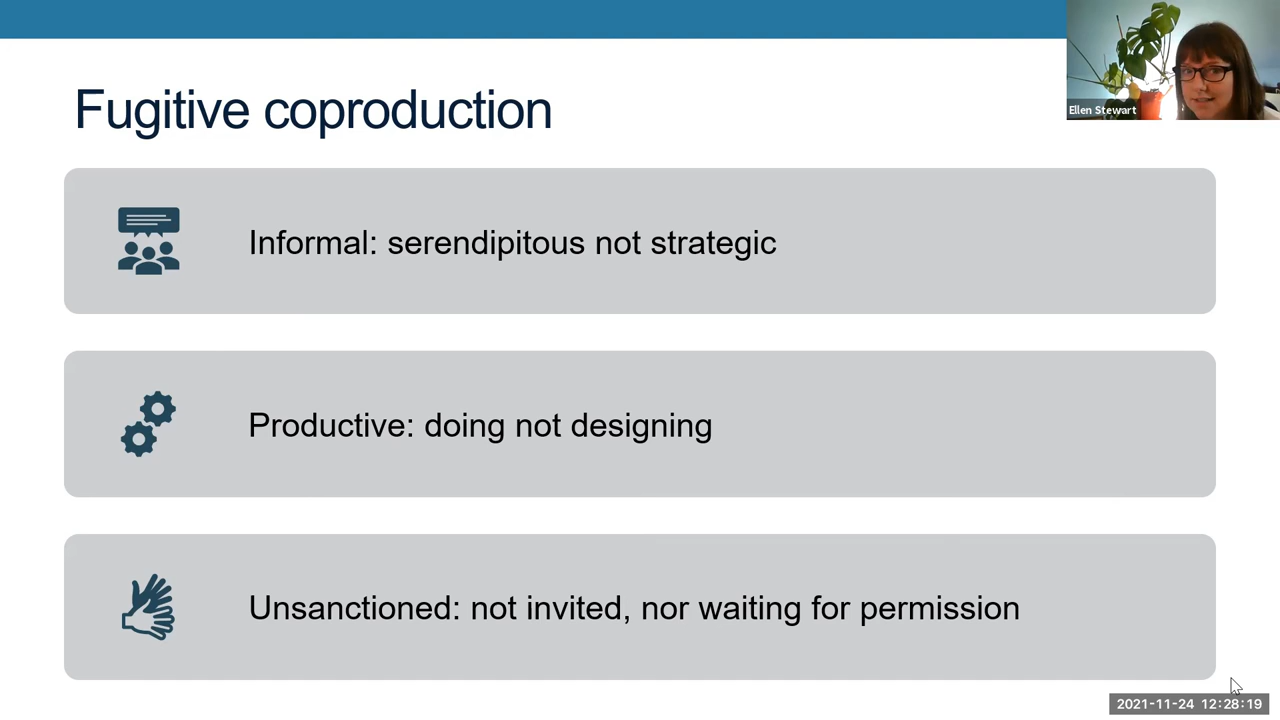 Fugitive coproduction
Ellen Stewart
Informal: serendipitous not strategic
Productive: doing not designing
Unsanctioned: not invited, nor waiting for permission
2021-11-24 12:28:19